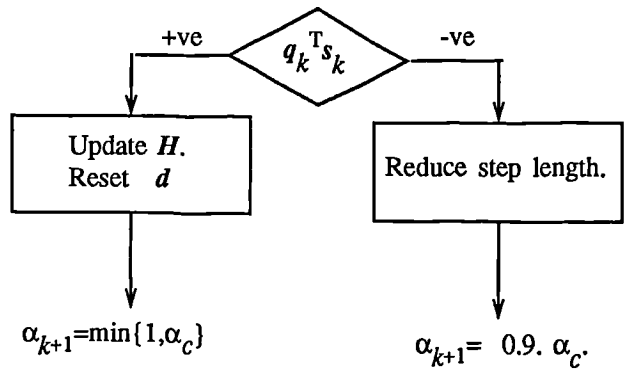 +ve
q_k^T s_k
-ve
Update H.
Reset d
Reduce step length.
α_{k+1}=min{1,α_c}
α_{k+1}= 0.9. α_c.